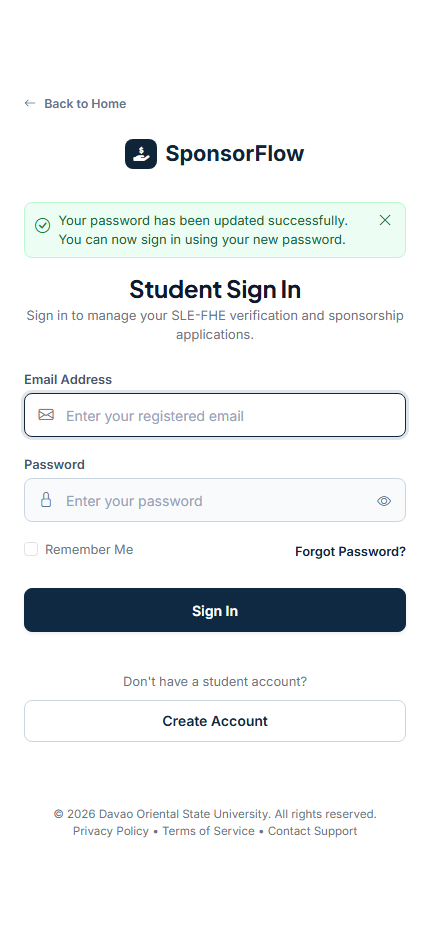 Back to Home
SponsorFlow
Your password has been updated successfully.
You can now sign in using your new password.
Student Sign In
Sign in to manage your SLE-FHE verification and sponsorship
applications.
Email Address
Enter your registered email
Password
Enter your password
Remember Me
Forgot Password?
Sign In
Don't have a student account?
Create Account
© 2026 Davao Oriental State University. All rights reserved.
Privacy Policy • Terms of Service • Contact Support